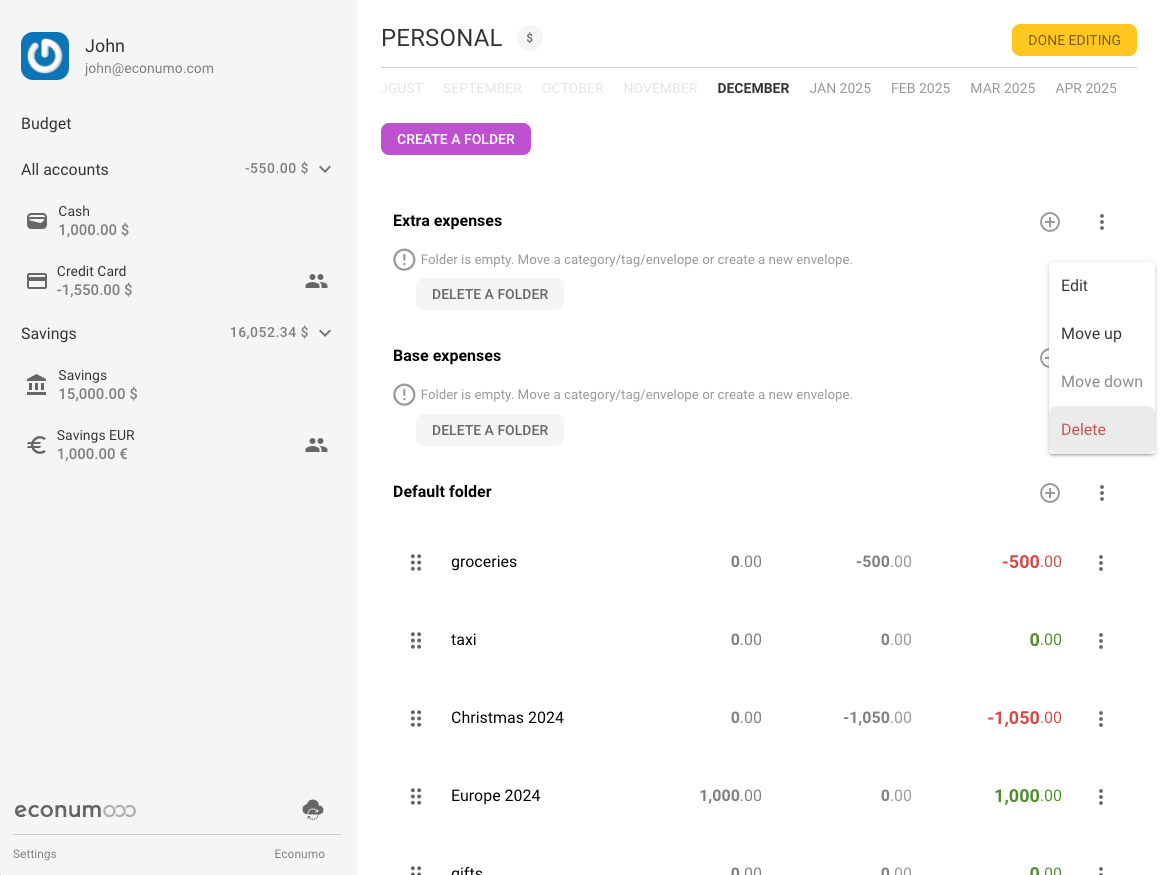 John
john@econumo.com
Budget
All accounts -550.00 $
Cash
1,000.00 $
Credit Card
-1,550.00 $
Savings 16,052.34 $
Savings
15,000.00 $
€ Savings EUR
1,000.00 €
econumo
Settings Econumo
PERSONAL $
DONE EDITING
UGUST SEPTEMBER OCTOBER NOVEMBER DECEMBER JAN 2025 FEB 2025 MAR 2025 APR 2025
CREATE A FOLDER
Extra expenses
Folder is empty. Move a category/tag/envelope or create a new envelope.
DELETE A FOLDER
Edit
Move up
Move down
Delete
Base expenses
Folder is empty. Move a category/tag/envelope or create a new envelope.
DELETE A FOLDER
Default folder
groceries 0.00 -500.00 -500.00
taxi 0.00 0.00 0.00
Christmas 2024 0.00 -1,050.00 -1,050.00
Europe 2024 1,000.00 0.00 1,000.00
gifts 0.00 0.00 0.00